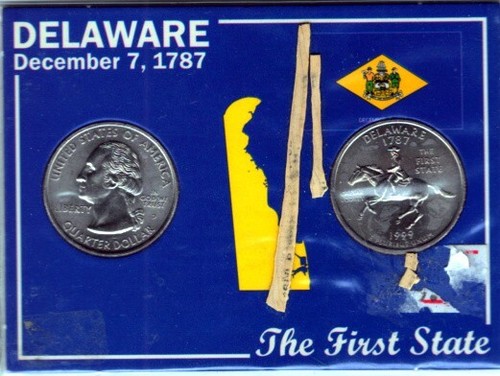 DELAWARE
December 7, 1787
UNITED STATES OF AMERICA
LIBERTY
IN
GOD WE
TRUST
QUARTER DOLLAR
DELAWARE
1787
THE
FIRST
STATE
1999
The First State